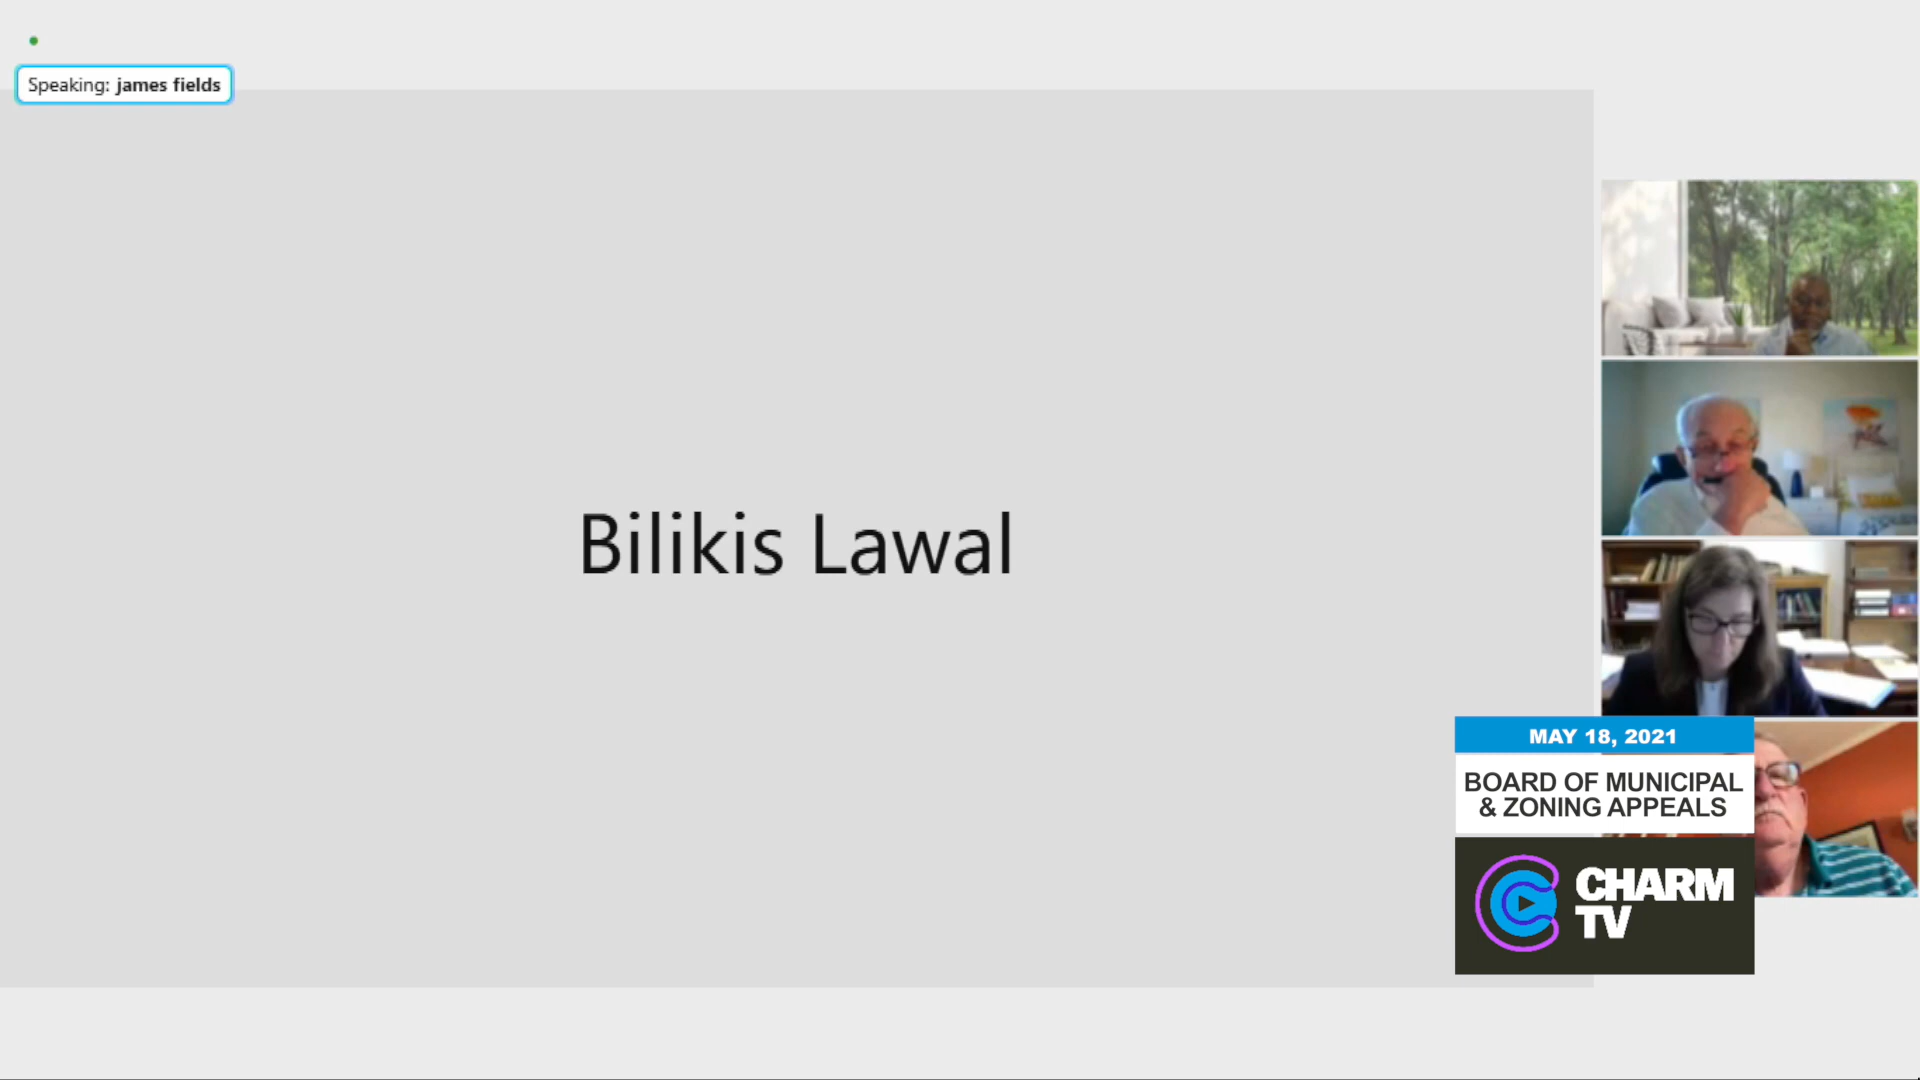 Speaking: james fields
Bilikis Lawal
MAY 18, 2021
BOARD OF MUNICIPAL
& ZONING APPEALS
CHARM
TV